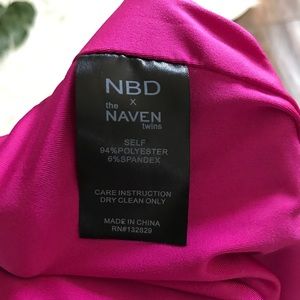 NBD
x
the
NAVEN
twins
SELF
94%POLYESTER
6%SPANDEX
CARE INSTRUCTION
DRY CLEAN ONLY
MADE IN CHINA
RN#132829